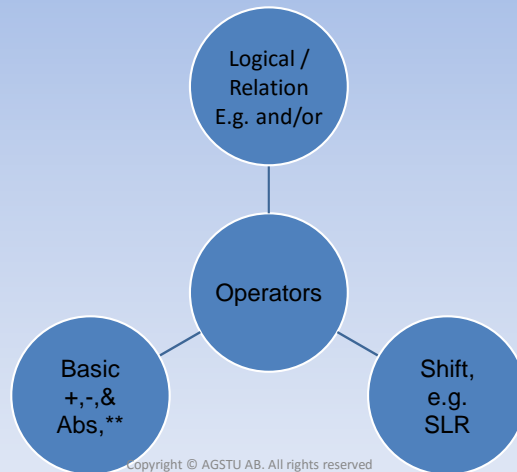 Logical /
Relation
E.g. and/or
Operators
Basic
+,-,&
Abs,**
Shift,
e.g.
SLR
Copyright © AGSTU AB. All rights reserved